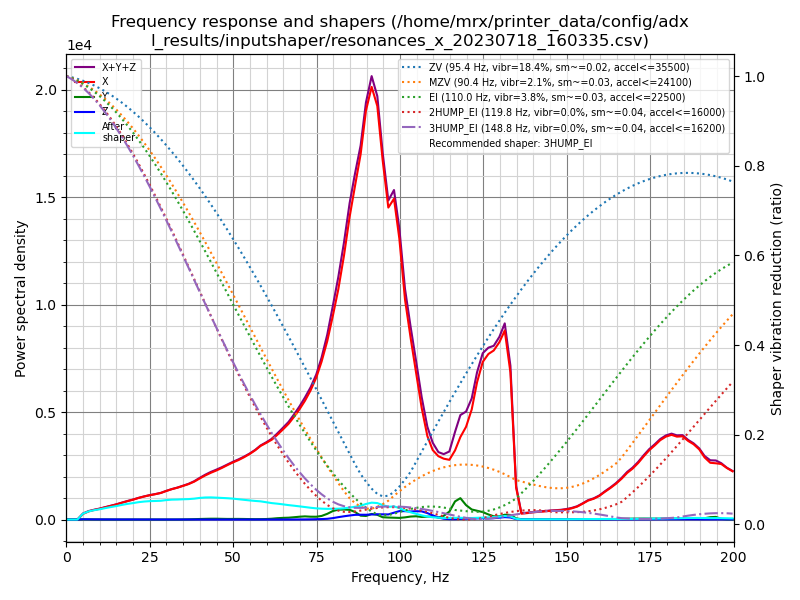 Frequency response and shapers (/home/mrx/printer_data/config/adx
l_results/inputshaper/resonances_x_20230718_160335.csv)
1e4
X+Y+Z
X
Y
Z
After
shaper
ZV (95.4 Hz, vibr=18.4%, sm~=0.02, accel<=35500)
MZV (90.4 Hz, vibr=2.1%, sm~=0.03, accel<=24100)
EI (110.0 Hz, vibr=3.8%, sm~=0.03, accel<=22500)
2HUMP_EI (119.8 Hz, vibr=0.0%, sm~=0.04, accel<=16000)
3HUMP_EI (148.8 Hz, vibr=0.0%, sm~=0.04, accel<=16200)
Recommended shaper: 3HUMP_EI
Power spectral density
2.0
1.5
1.0
0.5
0.0
1.0
0.8
0.6
0.4
0.2
0.0
Shaper vibration reduction (ratio)
0 25 50 75 100 125 150 175 200
Frequency, Hz